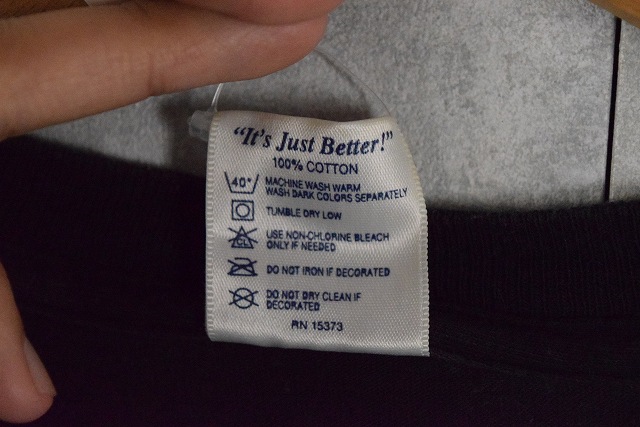 "It's Just Better!"
100% COTTON
40°
MACHINE WASH WARM
WASH DARK COLORS SEPARATELY
TUMBLE DRY LOW
CL
USE NON-CHLORINE BLEACH
ONLY IF NEEDED
DO NOT IRON IF DECORATED
DO NOT DRY CLEAN IF
DECORATED
RN 15373